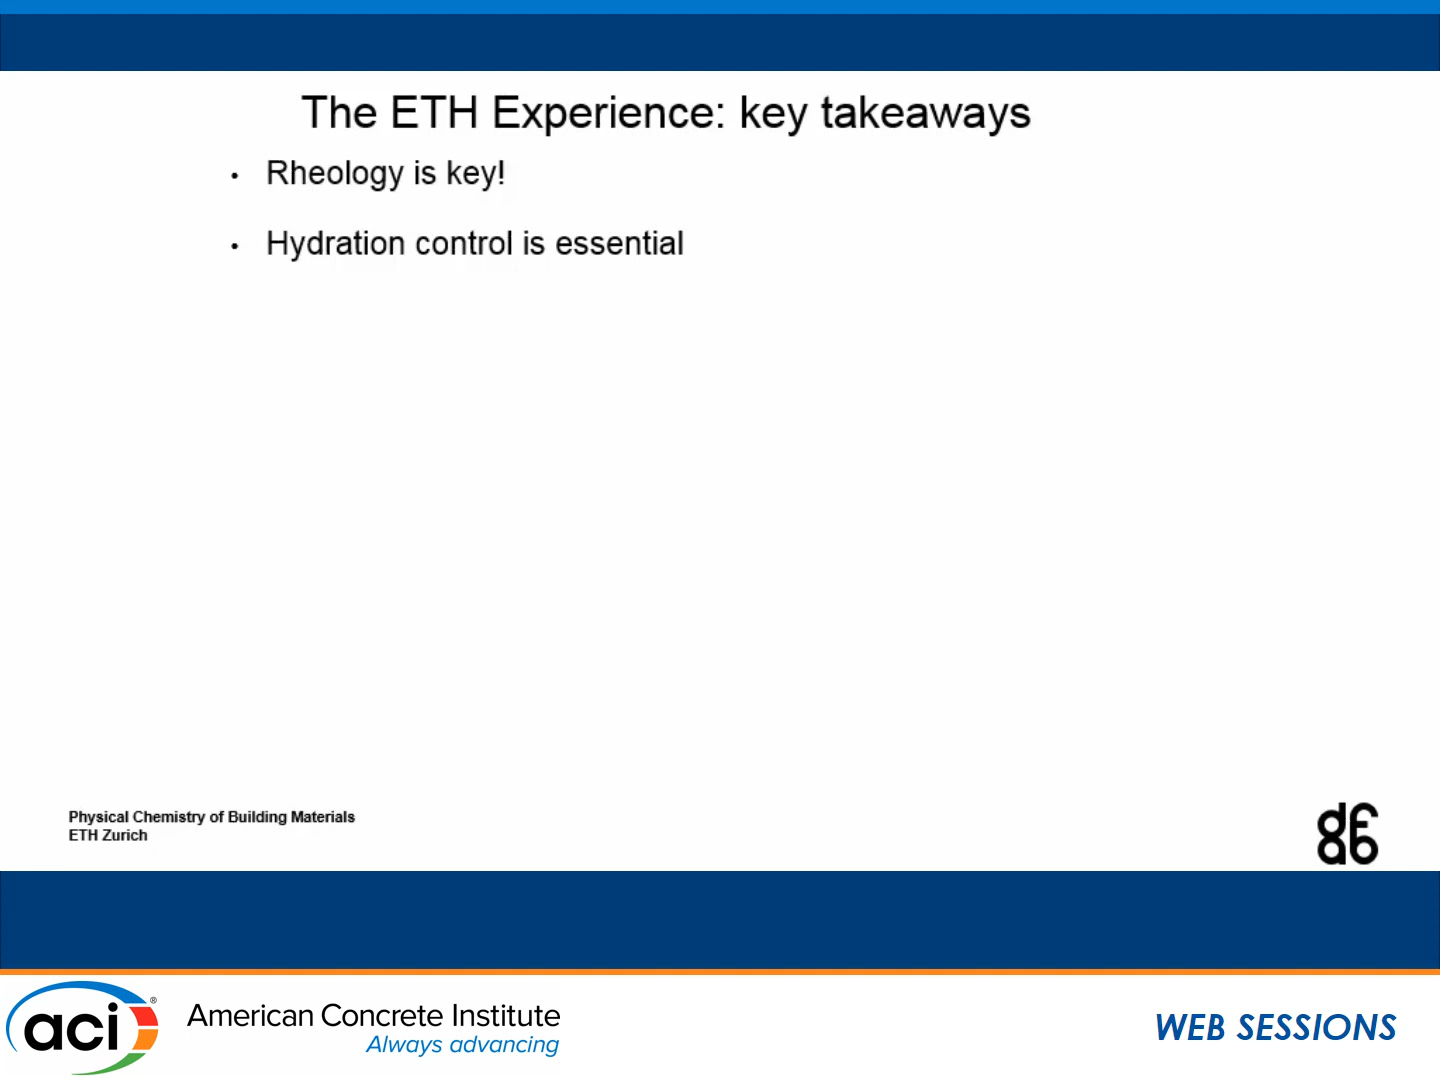 The ETH Experience: key takeaways
• Rheology is key!
• Hydration control is essential
Physical Chemistry of Building Materials
ETH Zurich
aci®
American Concrete Institute
Always advancing
WEB SESSIONS